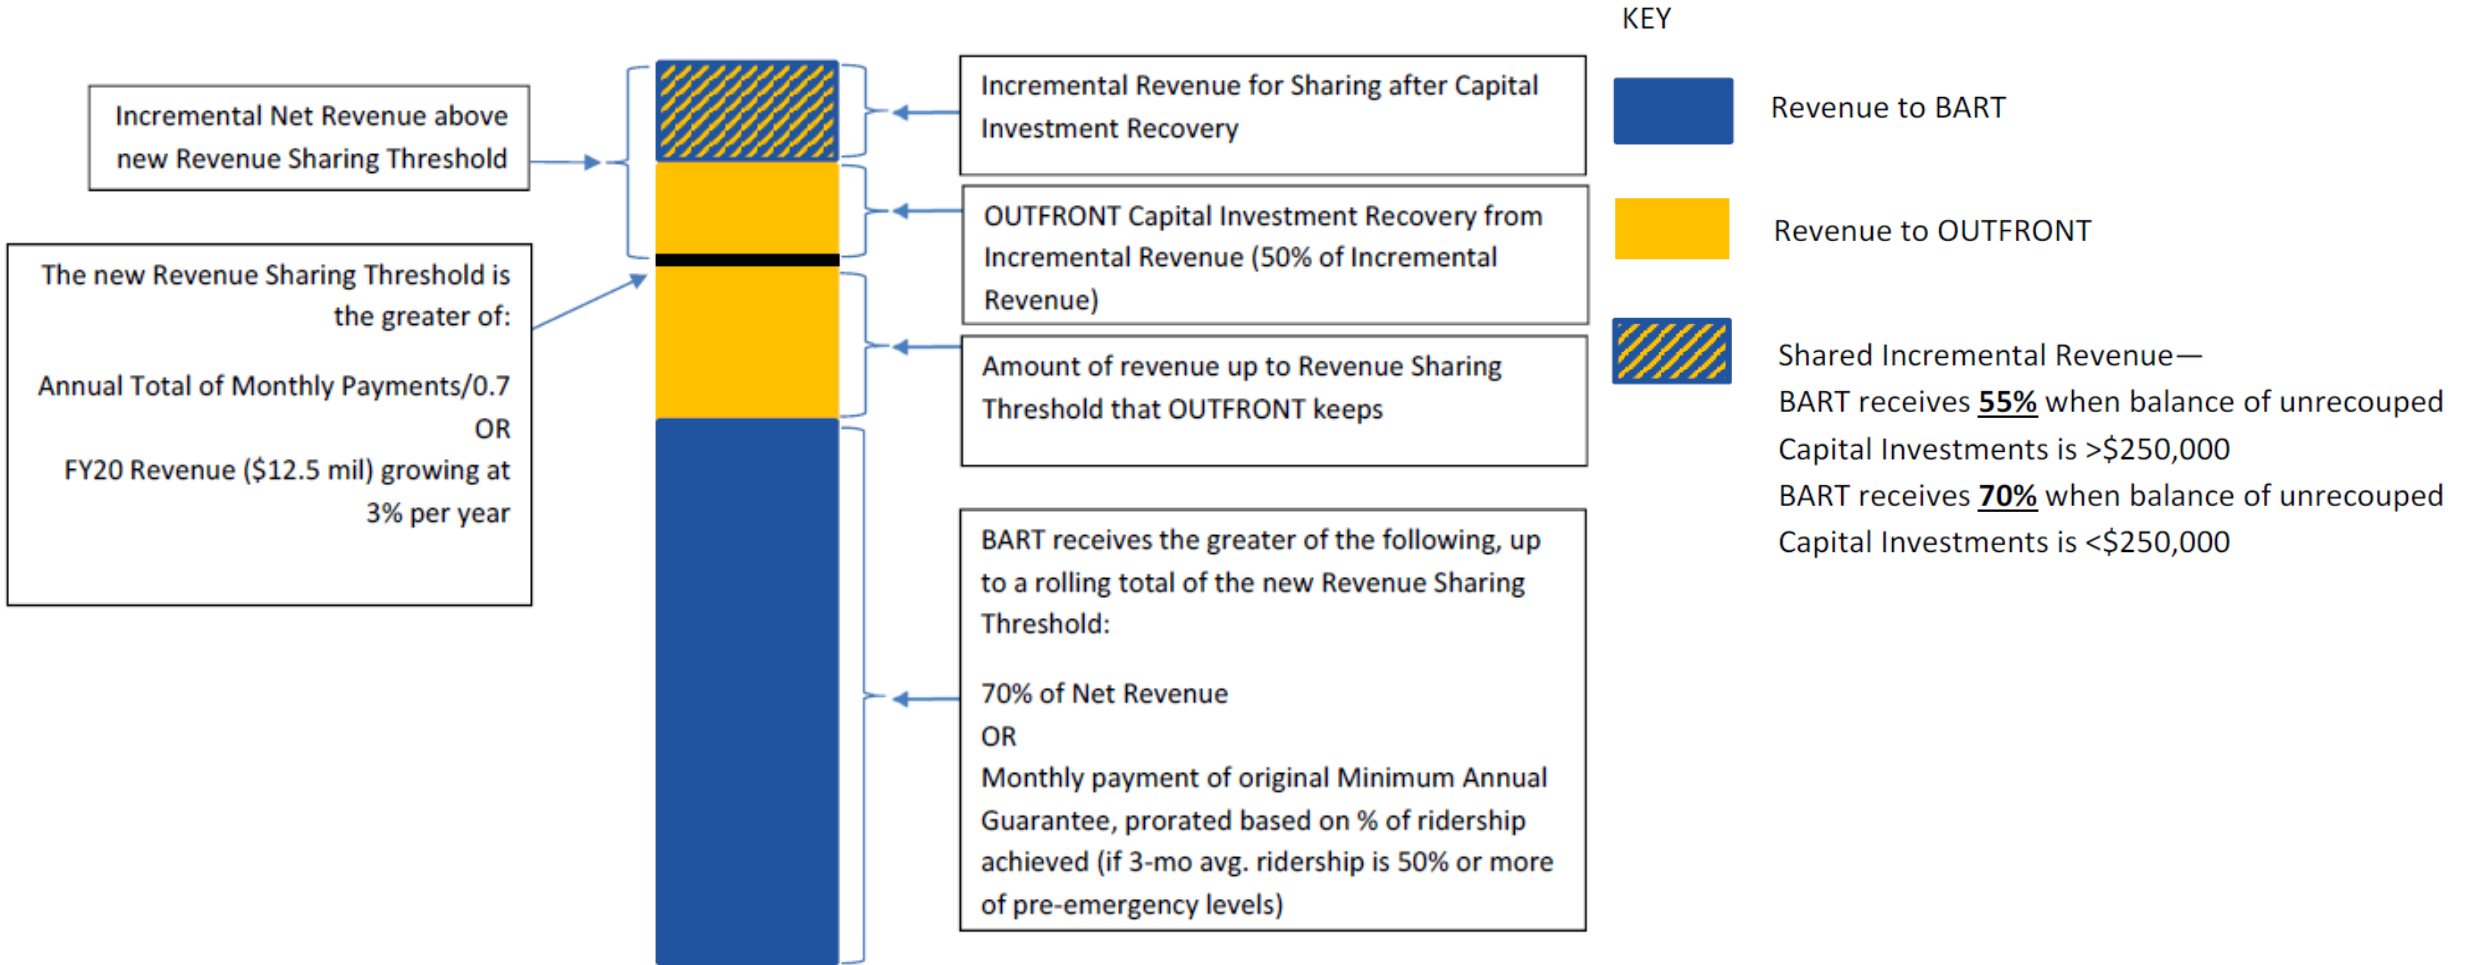 Incremental Net Revenue above
new Revenue Sharing Threshold
The new Revenue Sharing Threshold is
the greater of:
Annual Total of Monthly Payments/0.7
OR
FY20 Revenue ($12.5 mil) growing at
3% per year
Incremental Revenue for Sharing after Capital
Investment Recovery
OUTFRONT Capital Investment Recovery from
Incremental Revenue (50% of Incremental
Revenue)
Amount of revenue up to Revenue Sharing
Threshold that OUTFRONT keeps
BART receives the greater of the following, up
to a rolling total of the new Revenue Sharing
Threshold:
70% of Net Revenue
OR
Monthly payment of original Minimum Annual
Guarantee, prorated based on % of ridership
achieved (if 3-mo avg. ridership is 50% or more
of pre-emergency levels)
KEY
Revenue to BART
Revenue to OUTFRONT
Shared Incremental Revenue—
BART receives 55% when balance of unrecouped
Capital Investments is >$250,000
BART receives 70% when balance of unrecouped
Capital Investments is <$250,000